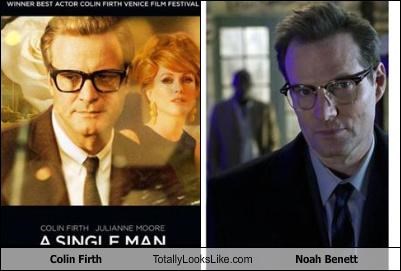 WINNER BEST ACTOR COLIN FIRTH VENICE FILM FESTIVAL
COLIN FIRTH JULIANNE MOORE
A SINGLE MAN
Colin Firth TotallyLooksLike.com Noah Benett